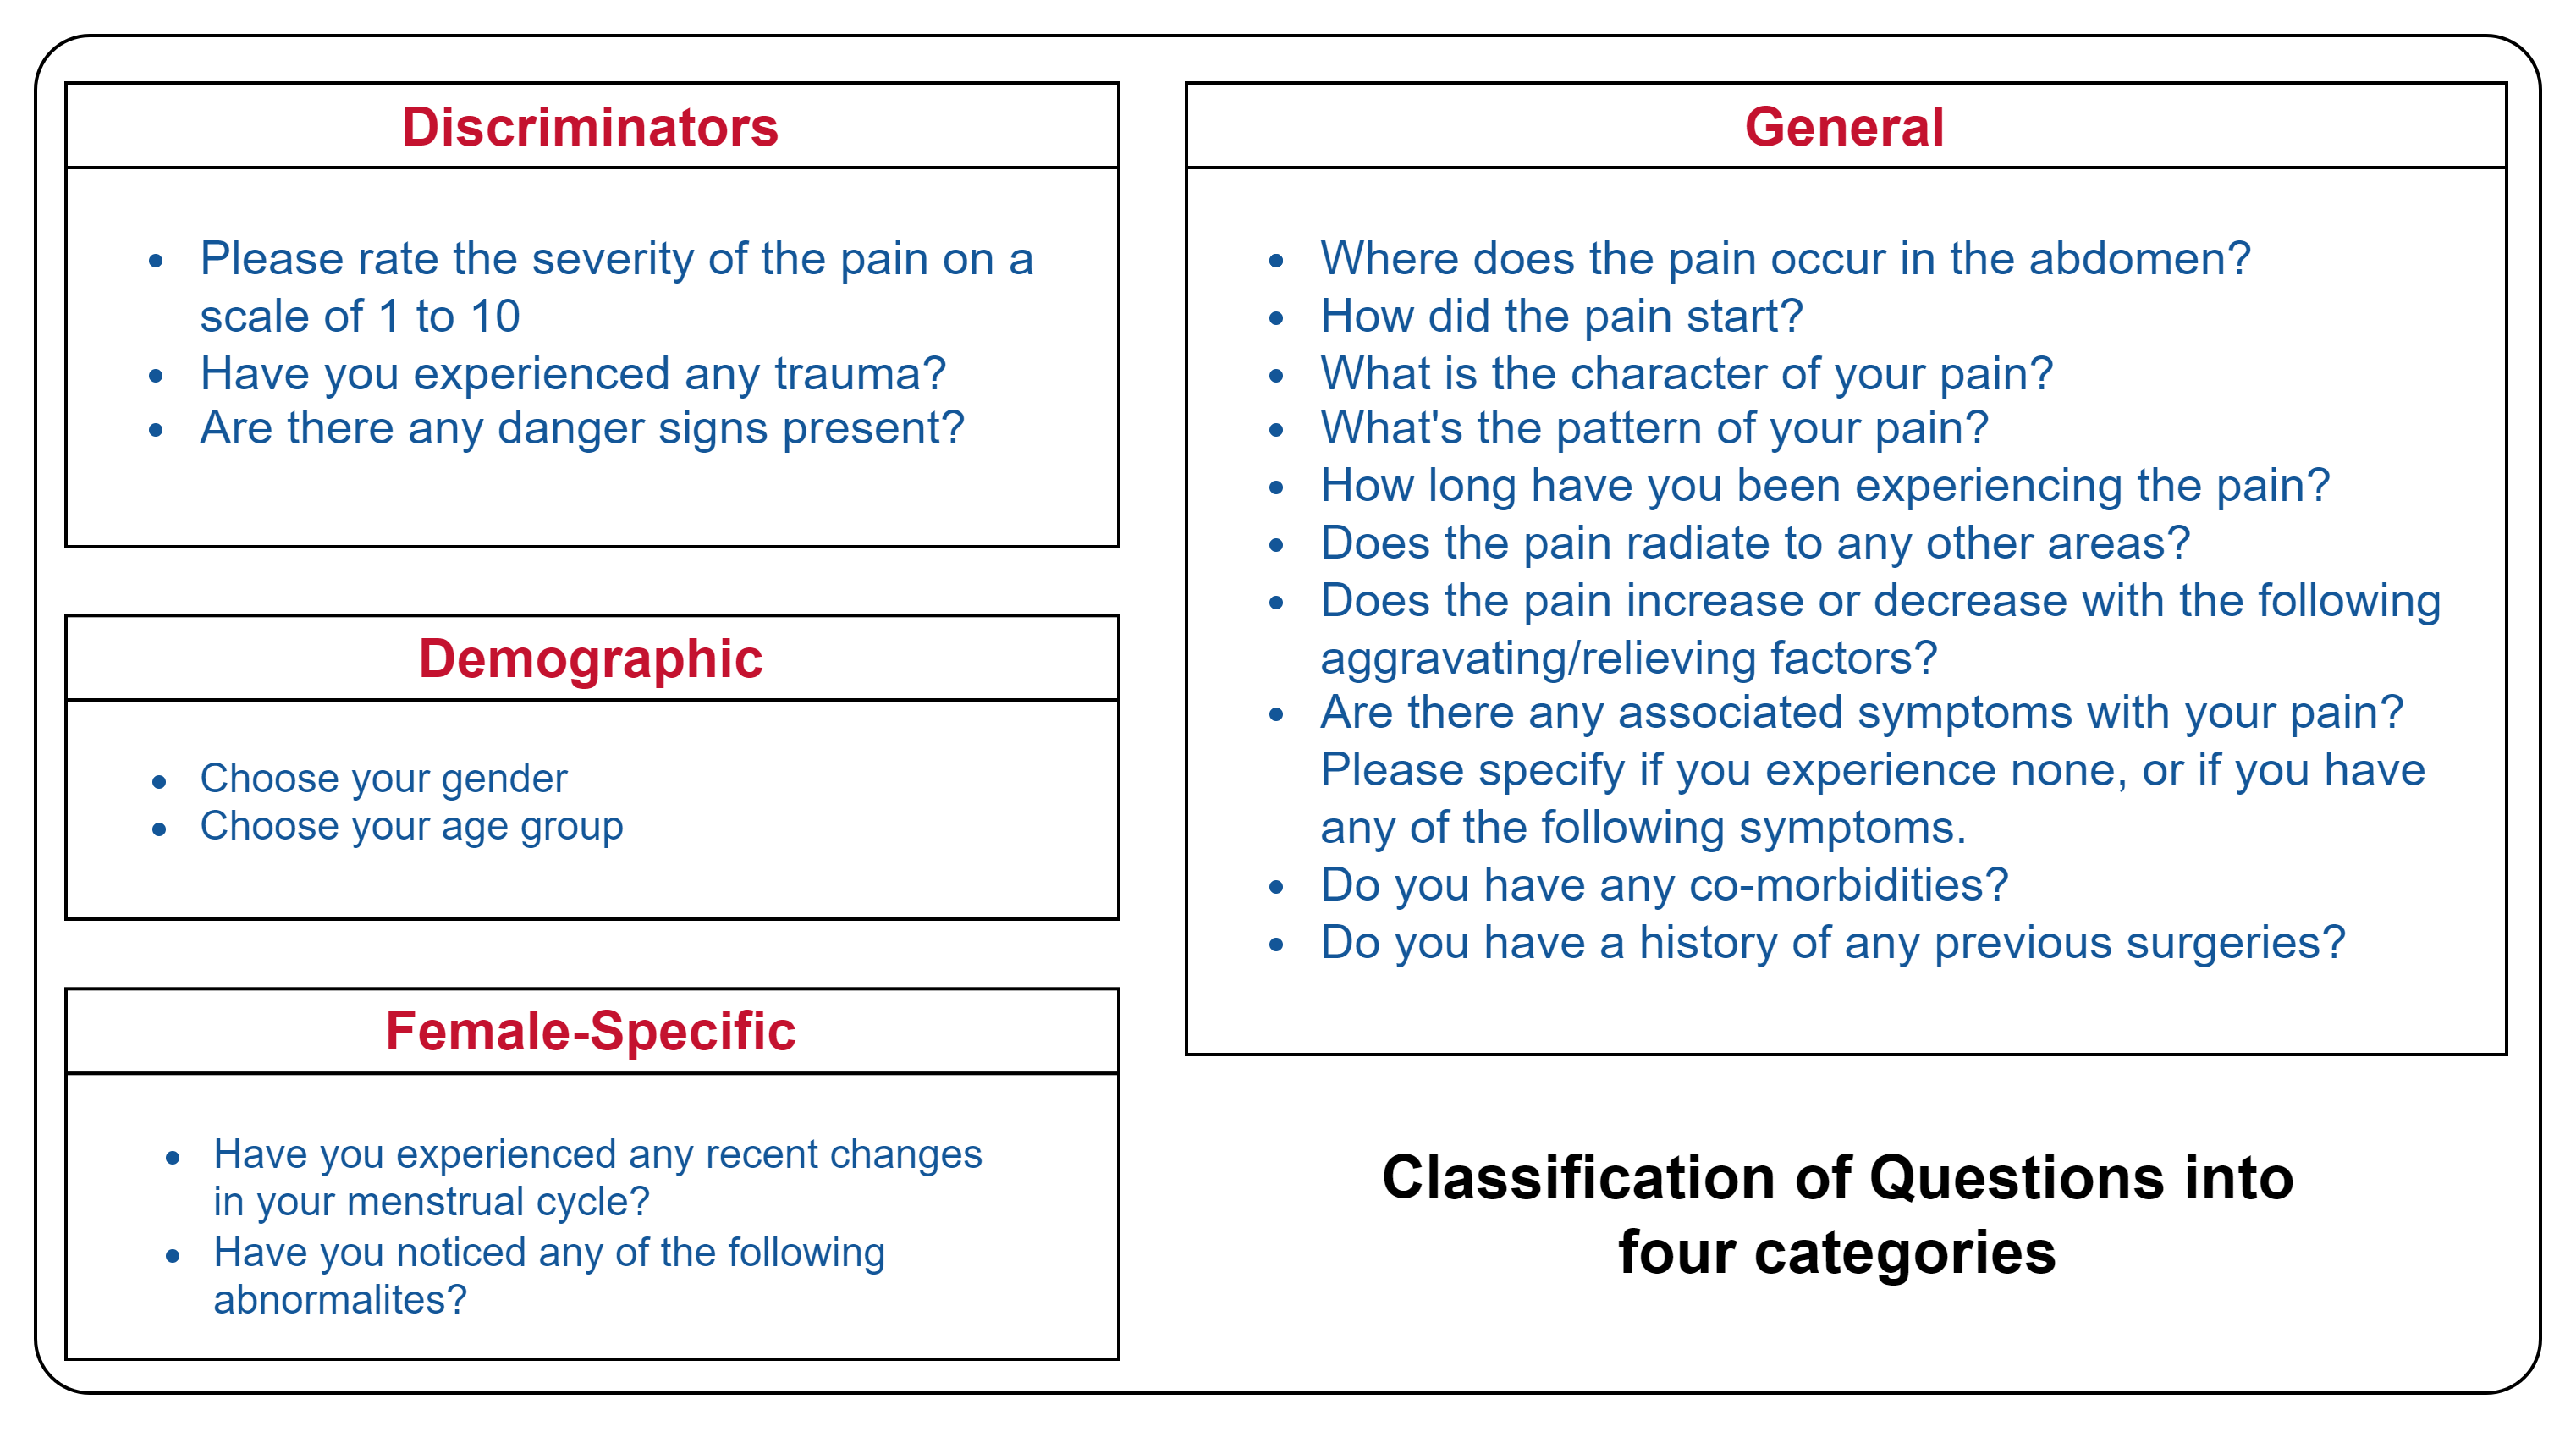 Discriminators
• Please rate the severity of the pain on a
scale of 1 to 10
• Have you experienced any trauma?
• Are there any danger signs present?
Demographic
• Choose your gender
• Choose your age group
Female-Specific
• Have you experienced any recent changes
in your menstrual cycle?
• Have you noticed any of the following
abnormalites?
General
• Where does the pain occur in the abdomen?
• How did the pain start?
• What is the character of your pain?
• What's the pattern of your pain?
• How long have you been experiencing the pain?
• Does the pain radiate to any other areas?
• Does the pain increase or decrease with the following
aggravating/relieving factors?
• Are there any associated symptoms with your pain?
Please specify if you experience none, or if you have
any of the following symptoms.
• Do you have any co-morbidities?
• Do you have a history of any previous surgeries?
Classification of Questions into
four categories